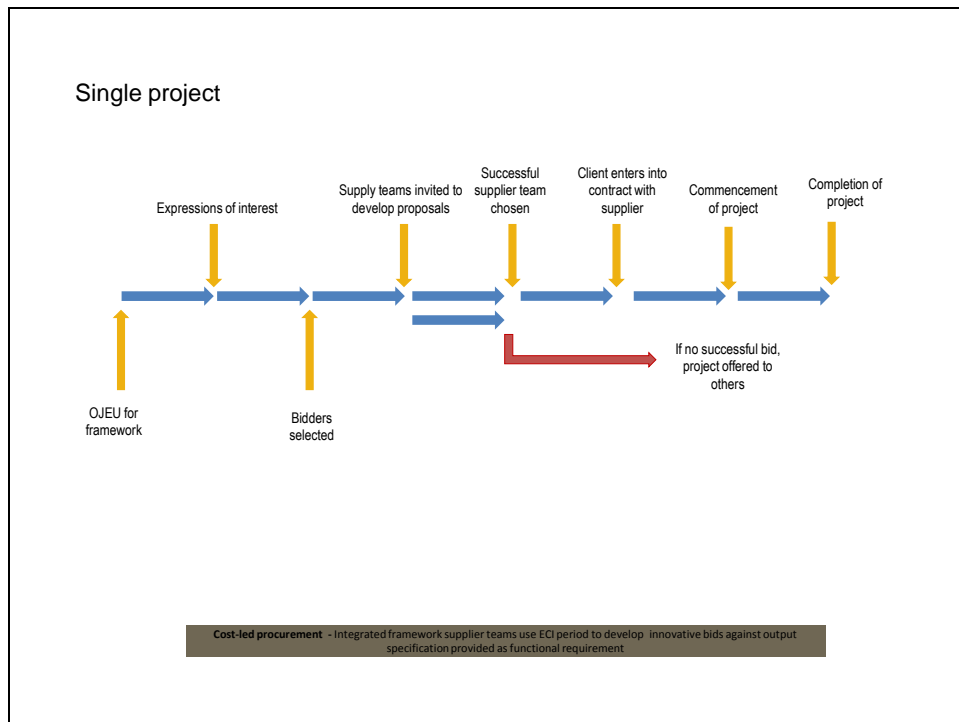 Single project
Expressions of interest
Supply teams invited to
develop proposals
Successful
supplier team
chosen
Client enters into
contract with
supplier
Commencement
of project
Completion of
project
If no successful bid,
project offered to
others
OJEU for
framework
Bidders
selected
Cost-led procurement - Integrated framework supplier teams use ECI period to develop innovative bids against output
specification provided as functional requirement